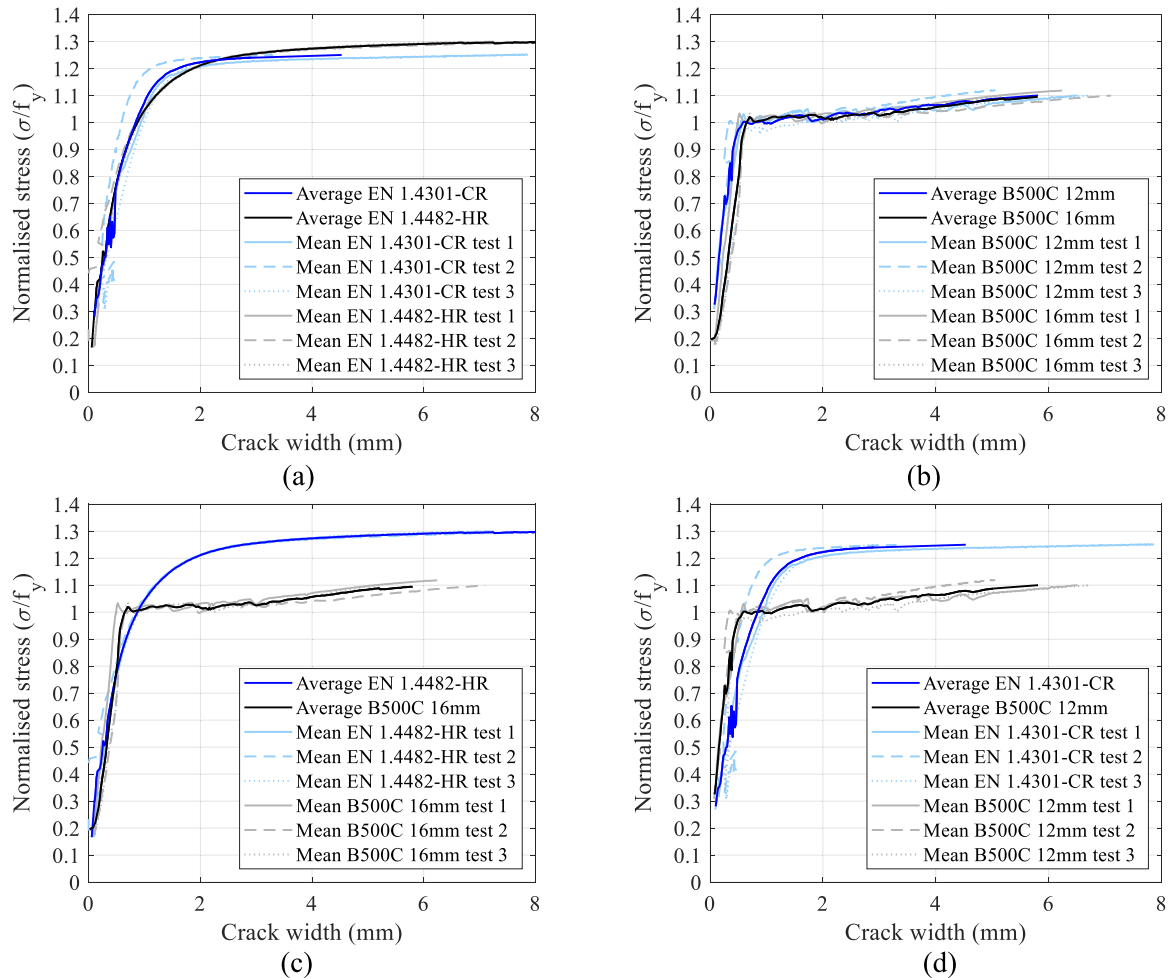 1.4
1.3
1.2
1.1
1
0.9
0.8
0.7
0.6
0.5
0.4
0.3
0.2
0.1
0
0 2 4 6 8
Normalised stress (σ/f_y)
Crack width (mm)
Average EN 1.4301-CR
Average EN 1.4482-HR
Mean EN 1.4301-CR test 1
Mean EN 1.4301-CR test 2
Mean EN 1.4301-CR test 3
Mean EN 1.4482-HR test 1
Mean EN 1.4482-HR test 2
Mean EN 1.4482-HR test 3
(a)
1.4
1.3
1.2
1.1
1
0.9
0.8
0.7
0.6
0.5
0.4
0.3
0.2
0.1
0
0 2 4 6 8
Normalised stress (σ/f_y)
Crack width (mm)
Average B500C 12mm
Average B500C 16mm
Mean B500C 12mm test 1
Mean B500C 12mm test 2
Mean B500C 12mm test 3
Mean B500C 16mm test 1
Mean B500C 16mm test 2
Mean B500C 16mm test 3
(b)
1.4
1.3
1.2
1.1
1
0.9
0.8
0.7
0.6
0.5
0.4
0.3
0.2
0.1
0
0 2 4 6 8
Normalised stress (σ/f_y)
Crack width (mm)
Average EN 1.4482-HR
Average B500C 16mm
Mean EN 1.4482-HR test 1
Mean EN 1.4482-HR test 2
Mean EN 1.4482-HR test 3
Mean B500C 16mm test 1
Mean B500C 16mm test 2
Mean B500C 16mm test 3
(c)
1.4
1.3
1.2
1.1
1
0.9
0.8
0.7
0.6
0.5
0.4
0.3
0.2
0.1
0
0 2 4 6 8
Normalised stress (σ/f_y)
Crack width (mm)
Average EN 1.4301-CR
Average B500C 12mm
Mean EN 1.4301-CR test 1
Mean EN 1.4301-CR test 2
Mean EN 1.4301-CR test 3
Mean B500C 12mm test 1
Mean B500C 12mm test 2
Mean B500C 12mm test 3
(d)